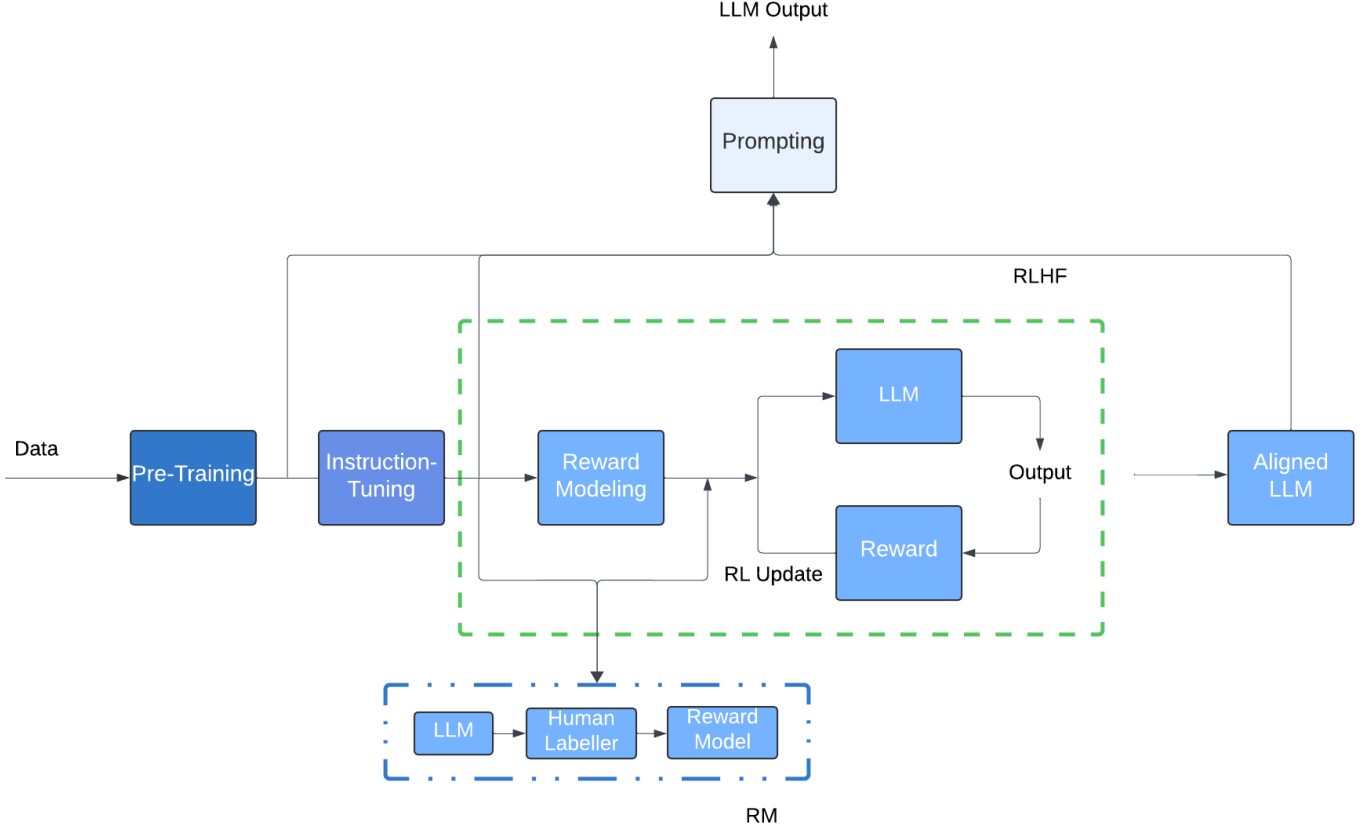 LLM Output
Prompting
RLHF
LLM
Data
Pre-Training
Instruction-
Tuning
Reward
Modeling
Output
Aligned
LLM
Reward
RL Update
LLM
Human
Labeller
Reward
Model
RM